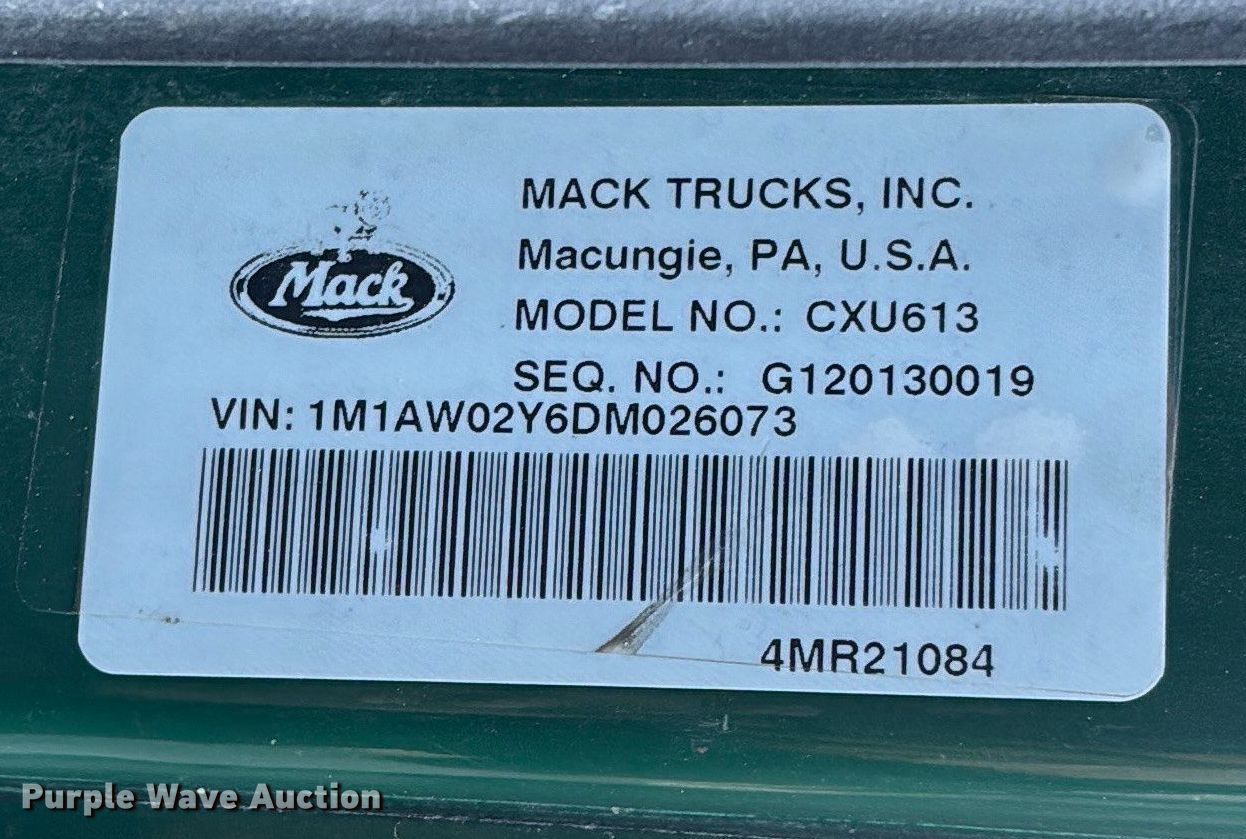 MACK TRUCKS, INC.
Macungie, PA, U.S.A.
Mack
MODEL NO.: CXU613
SEQ. NO.: G120130019
VIN: 1M1AW02Y6DM026073
4MR21084
Purple Wave Auction